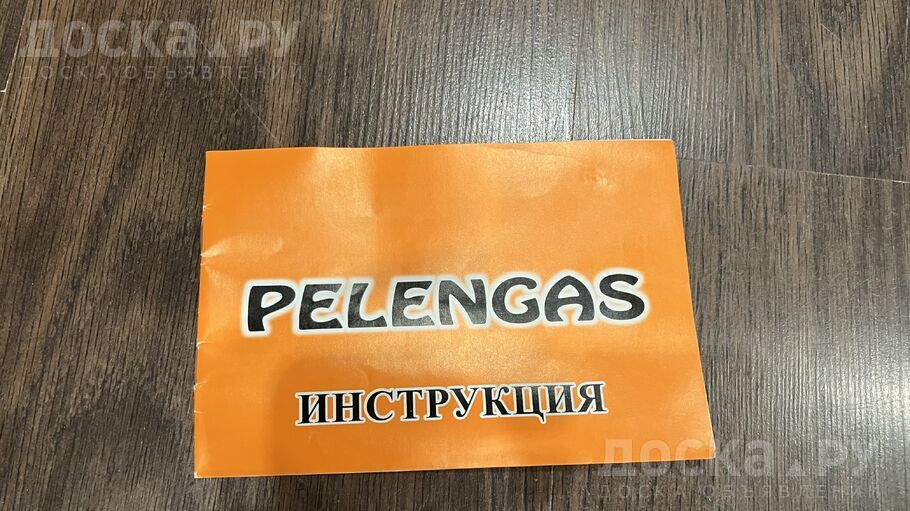 ДОСКА.РУ
ДОСКА ОБЪЯВЛЕНИЙ
PELENGAS
ИНСТРУКЦИЯ
ДОСКА.РУ
ДОСКА ОБЪЯВЛЕНИЙ